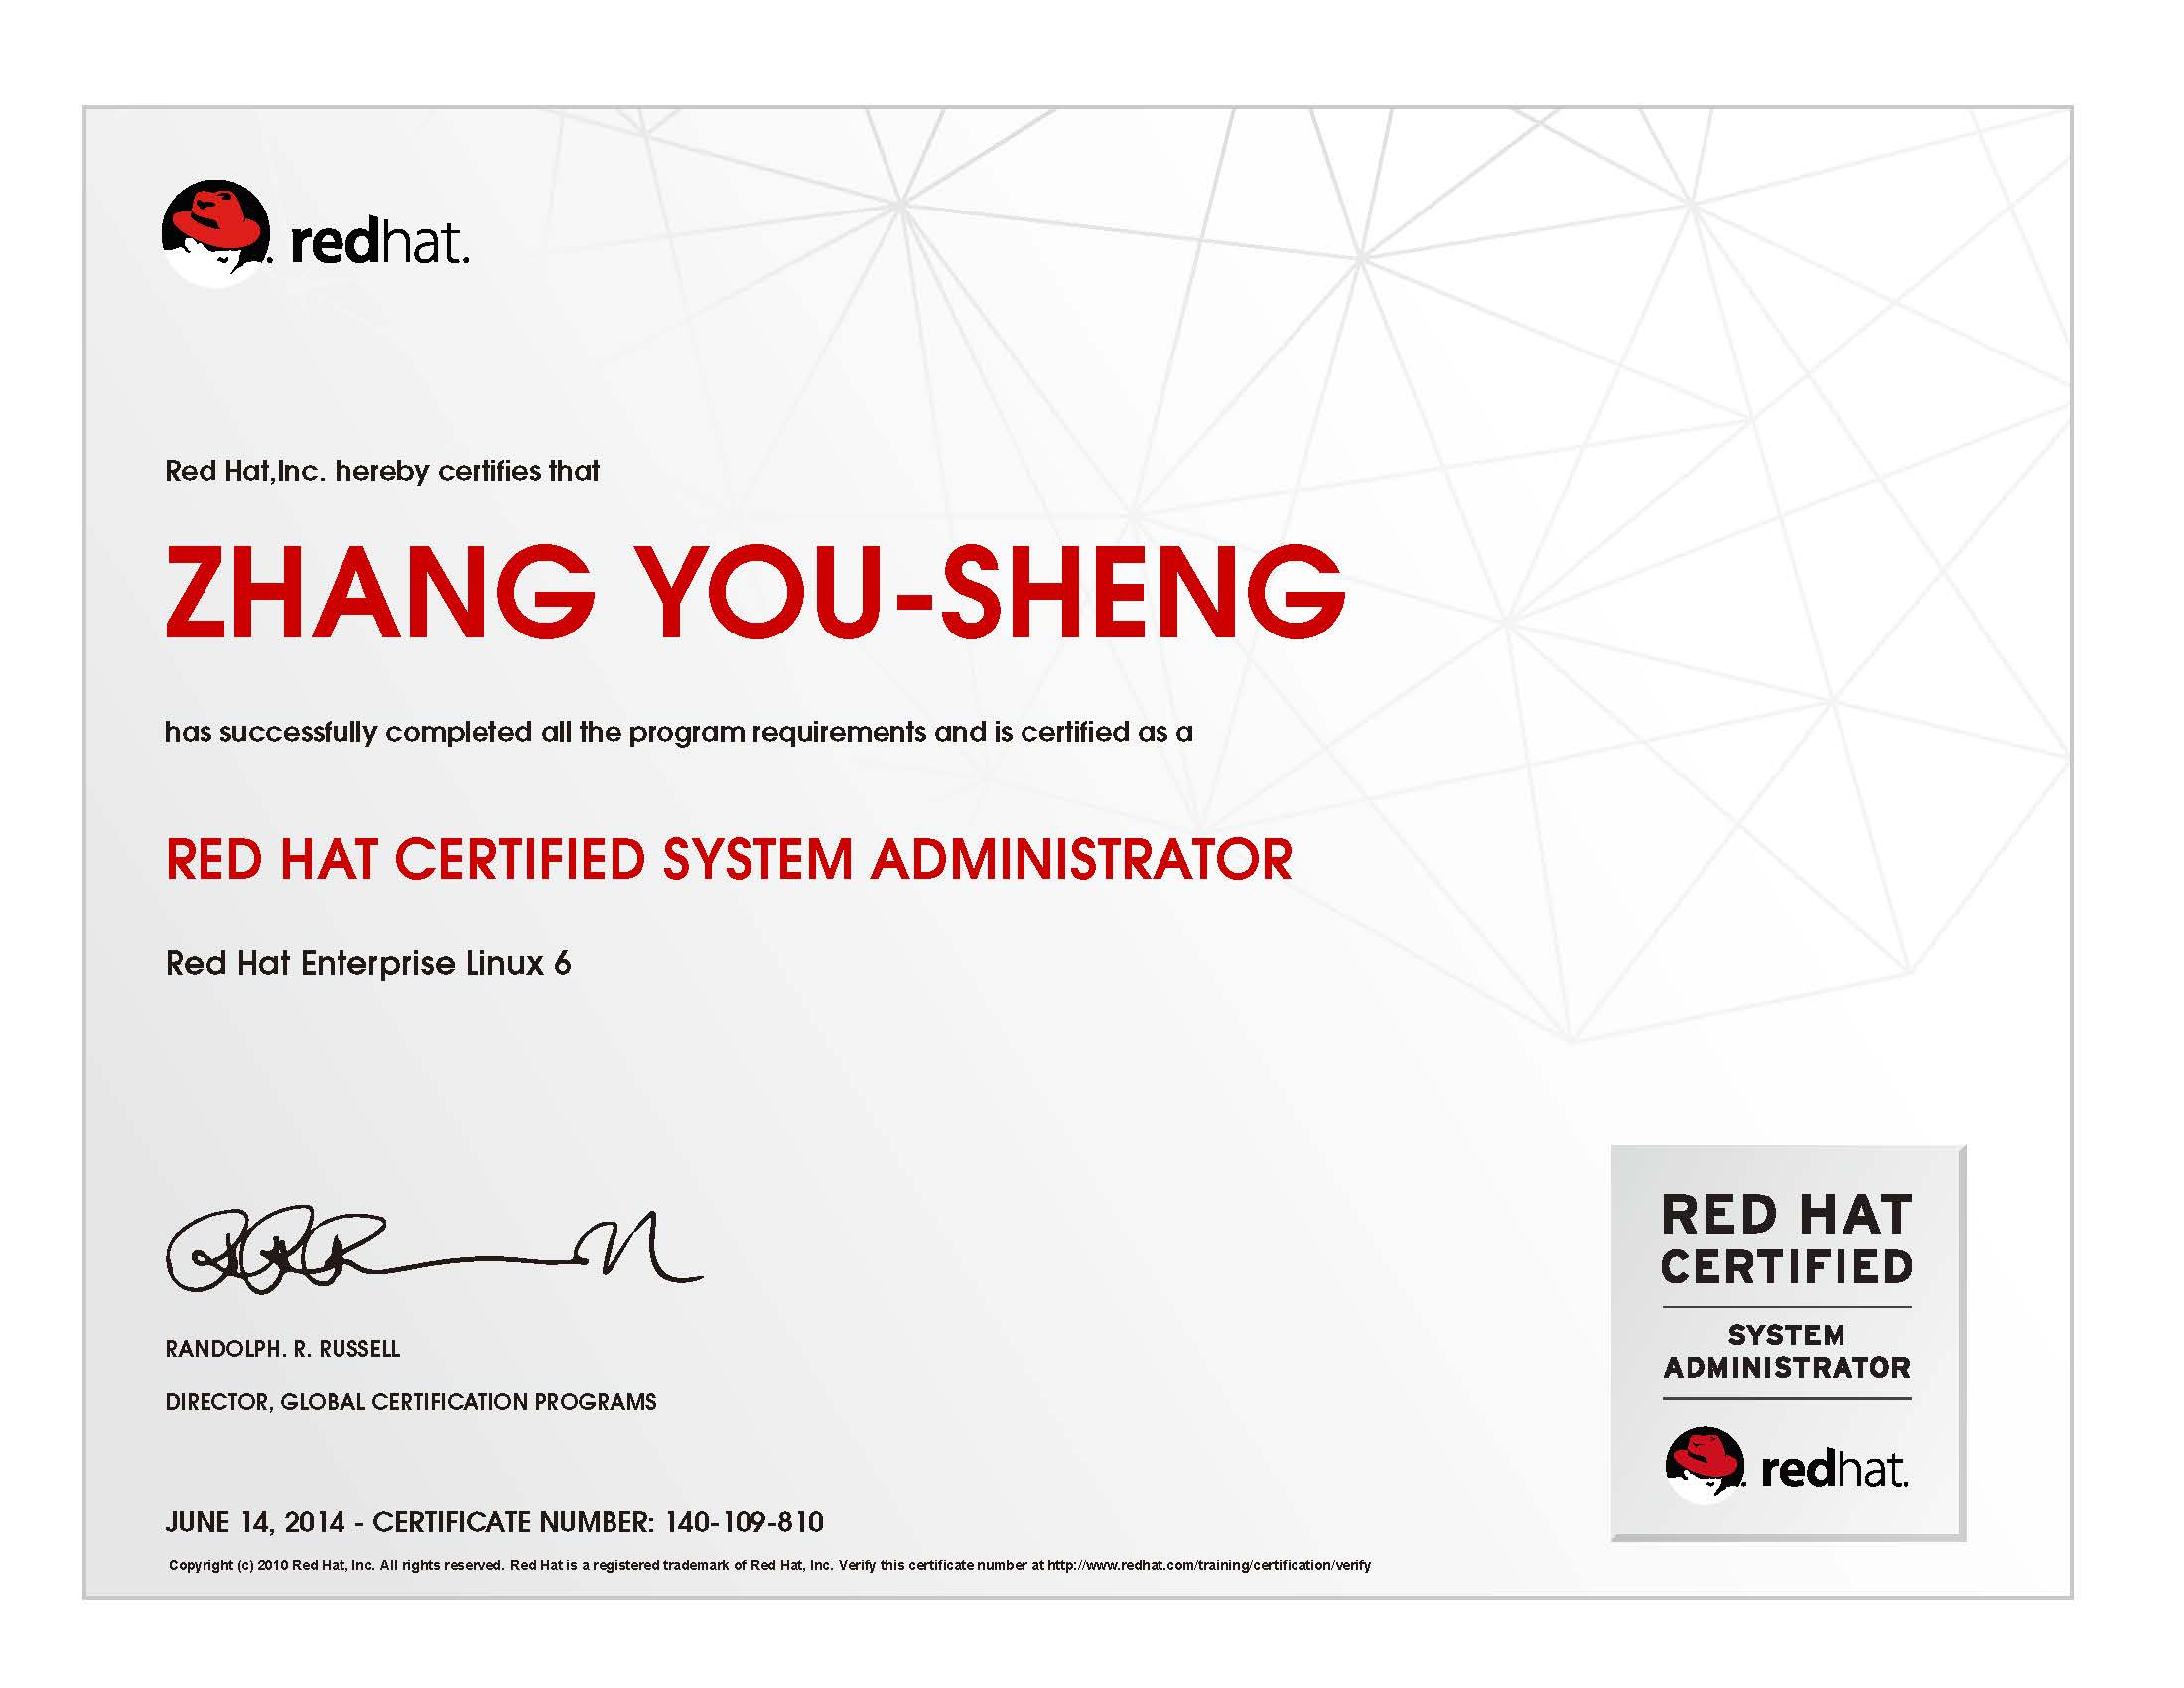 redhat.
Red Hat,Inc. hereby certifies that
ZHANG YOU-SHENG
has successfully completed all the program requirements and is certified as a
RED HAT CERTIFIED SYSTEM ADMINISTRATOR
Red Hat Enterprise Linux 6
RANDOLPH. R. RUSSELL
DIRECTOR, GLOBAL CERTIFICATION PROGRAMS
JUNE 14, 2014 - CERTIFICATE NUMBER: 140-109-810
Copyright (c) 2010 Red Hat, Inc. All rights reserved. Red Hat is a registered trademark of Red Hat, Inc. Verify this certificate number at http://www.redhat.com/training/certification/verify
RED HAT
CERTIFIED
SYSTEM
ADMINISTRATOR
redhat.